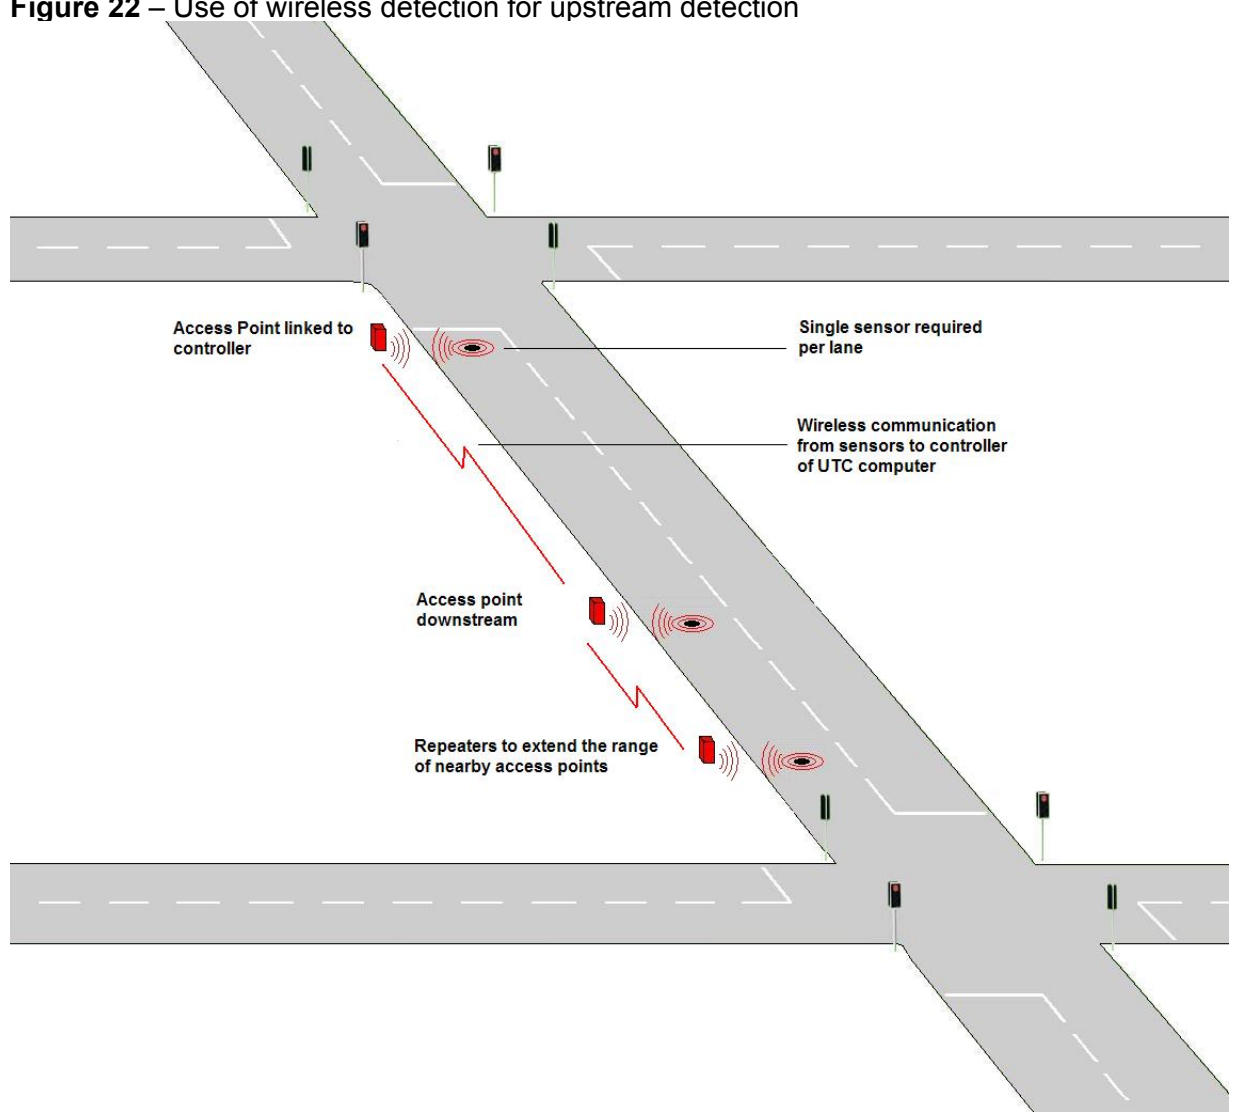 Figure 22 – Use of wireless detection for upstream detection
Access Point linked to
controller
Single sensor required
per lane
Wireless communication
from sensors to controller
of UTC computer
Access point
downstream
Repeaters to extend the range
of nearby access points